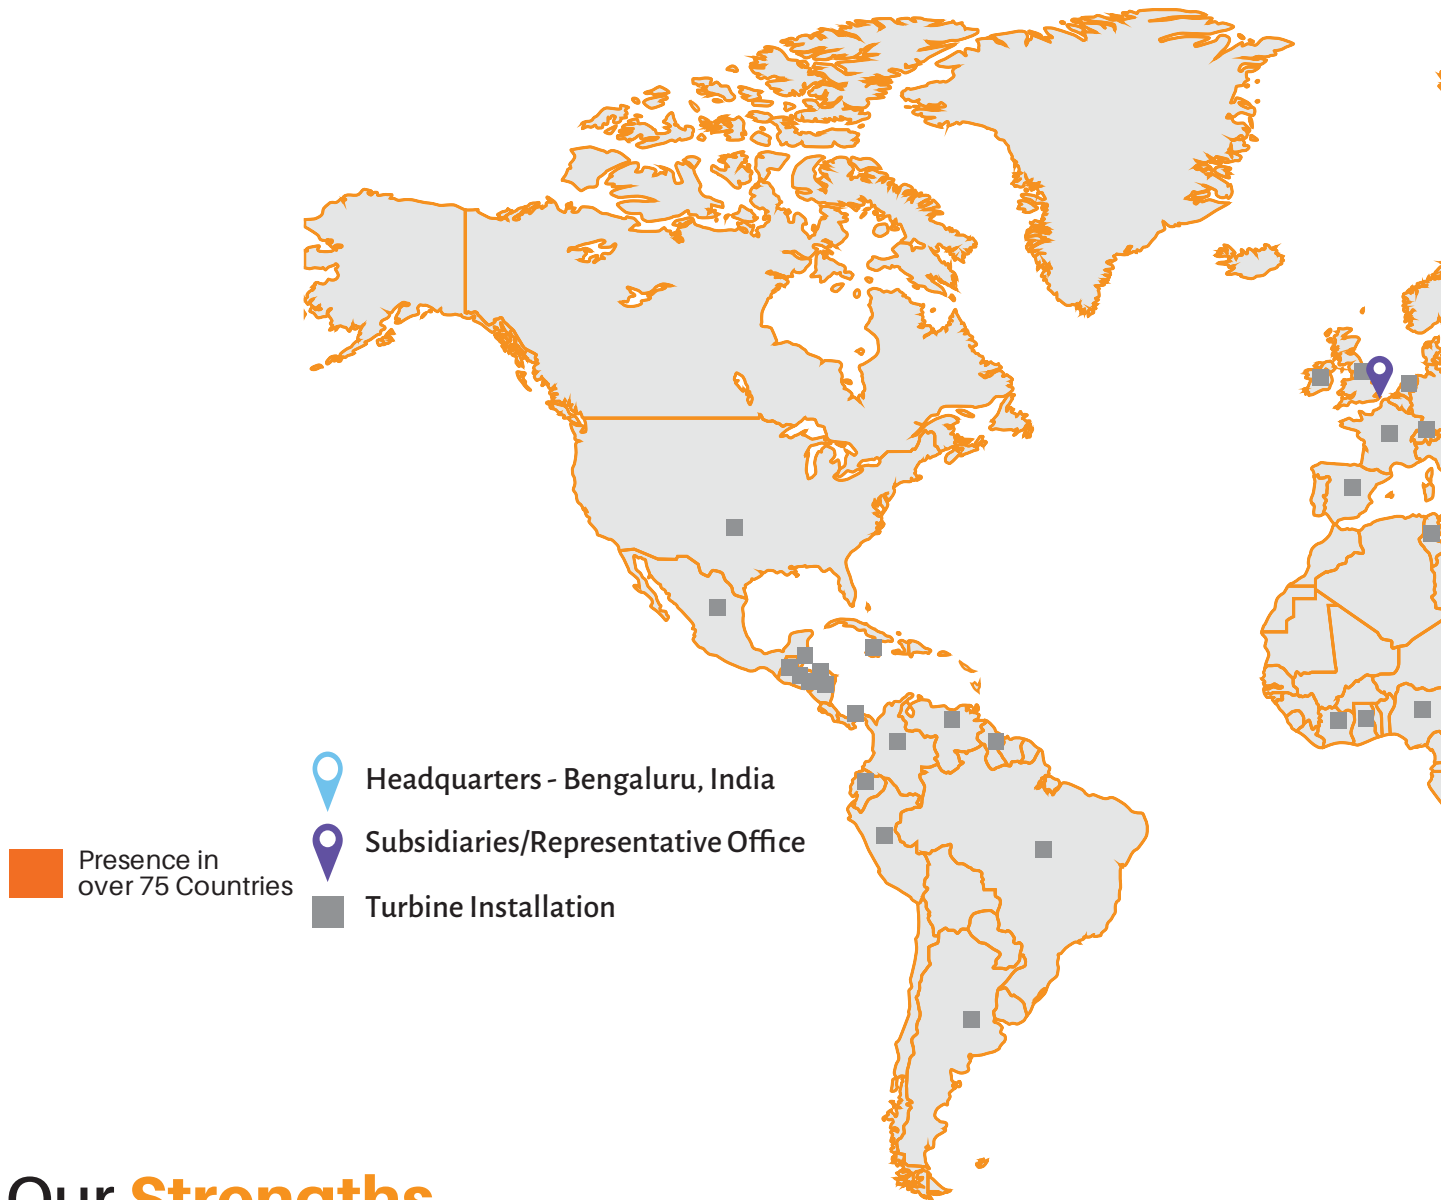 Headquarters - Bengaluru, India
Subsidiaries/Representative Office
Presence in
over 75 Countries
Turbine Installation
Our Strengths